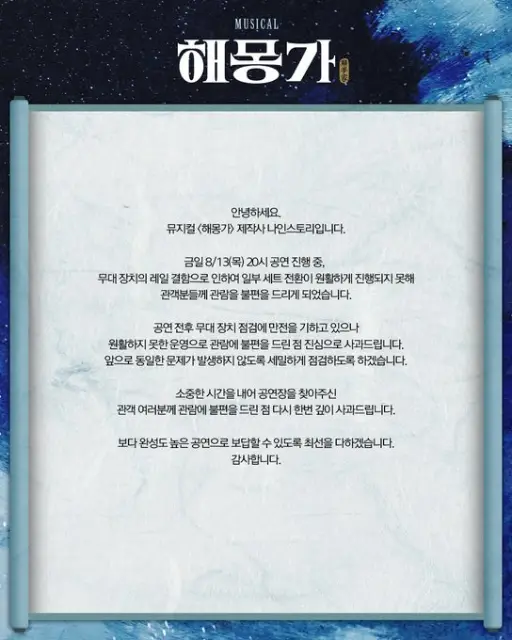 MUSICAL
해몽가
안녕하세요.
뮤지컬 <해몽가> 제작사 나인스토리입니다.
금일 8/13(목) 20시 공연 진행 중,
무대 장치의 레일 결함으로 인하여 일부 세트 전환이 원활하게 진행되지 못해
관객분들께 관람을 불편을 드리게 되었습니다.
공연 전후 무대 장치 점검에 만전을 기하고 있으나
원활하지 못한 운영으로 관람에 불편을 드린 점 진심으로 사과드립니다.
앞으로 동일한 문제가 발생하지 않도록 세밀하게 점검하도록 하겠습니다.
소중한 시간을 내어 공연장을 찾아주신
관객 여러분께 관람에 불편을 드린 점 다시 한번 깊이 사과드립니다.
보다 완성도 높은 공연으로 보답할 수 있도록 최선을 다하겠습니다.
감사합니다.